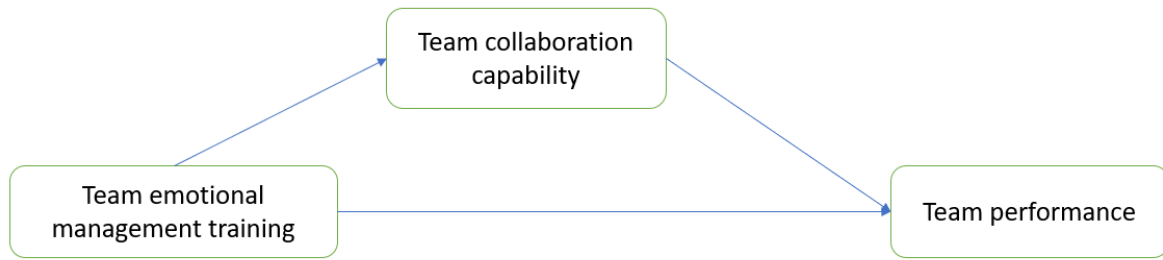 Team collaboration
capability
Team emotional
management training
Team performance